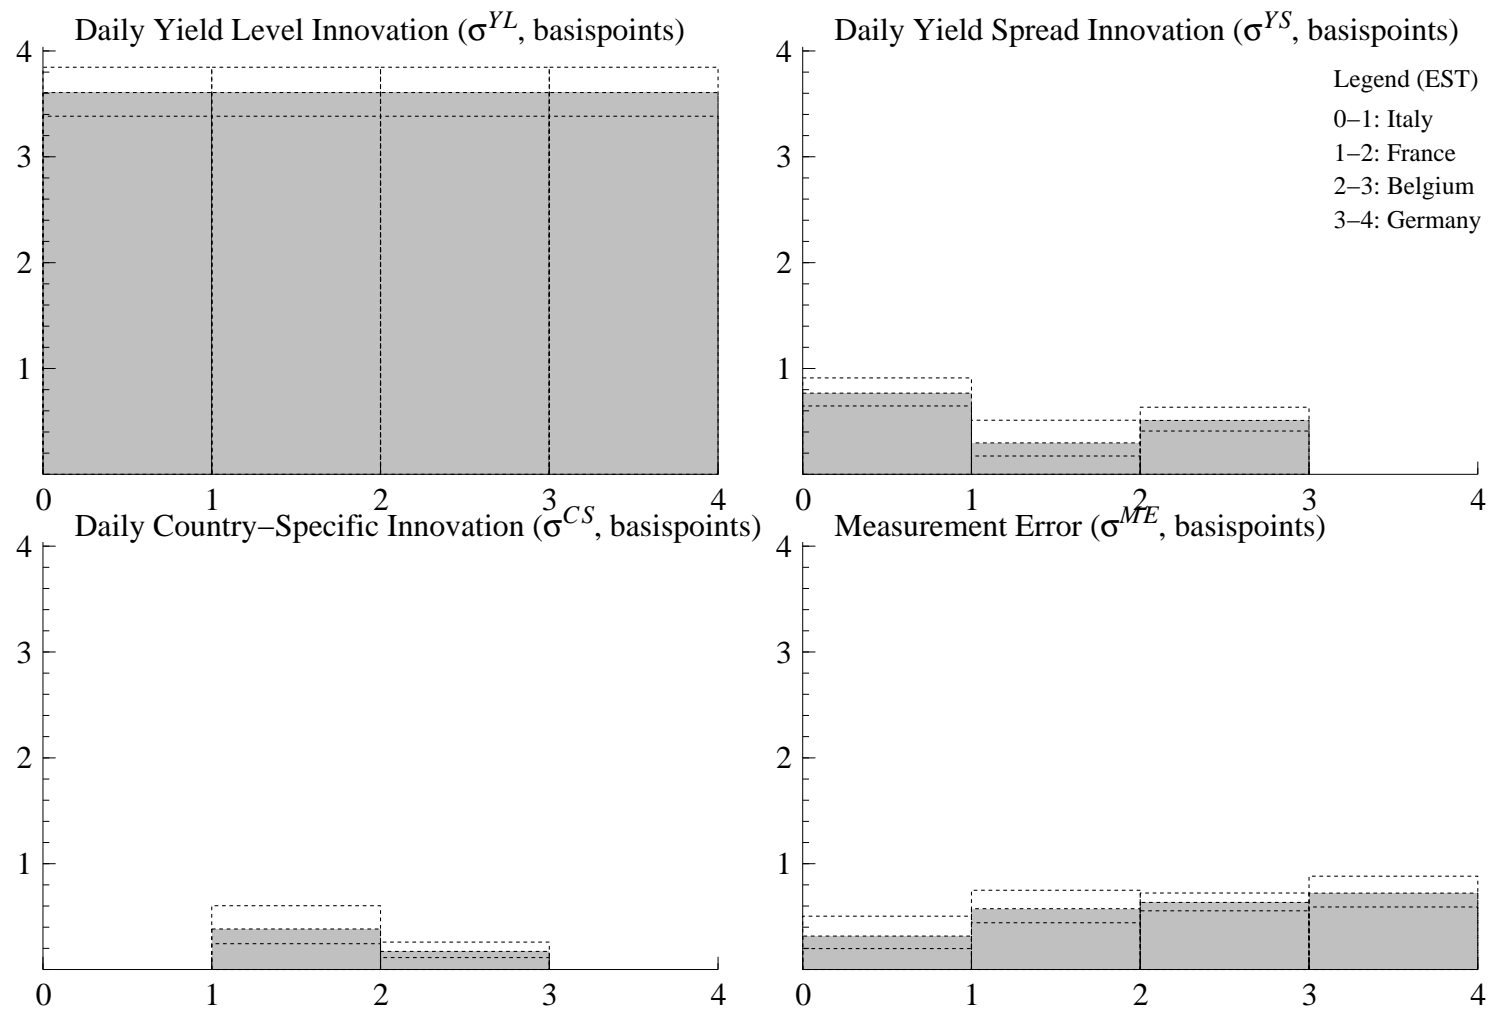 Daily Yield Level Innovation (σ^YL, basispoints)
4
3
2
1
0 1 2 3 4
Daily Yield Spread Innovation (σ^YS, basispoints)
Legend (EST)
0–1: Italy
1–2: France
2–3: Belgium
3–4: Germany
4
3
2
1
0 1 2 3 4
Daily Country–Specific Innovation (σ^CS, basispoints)
4
3
2
1
0 1 2 3 4
Measurement Error (σ^ME, basispoints)
4
3
2
1
0 1 2 3 4